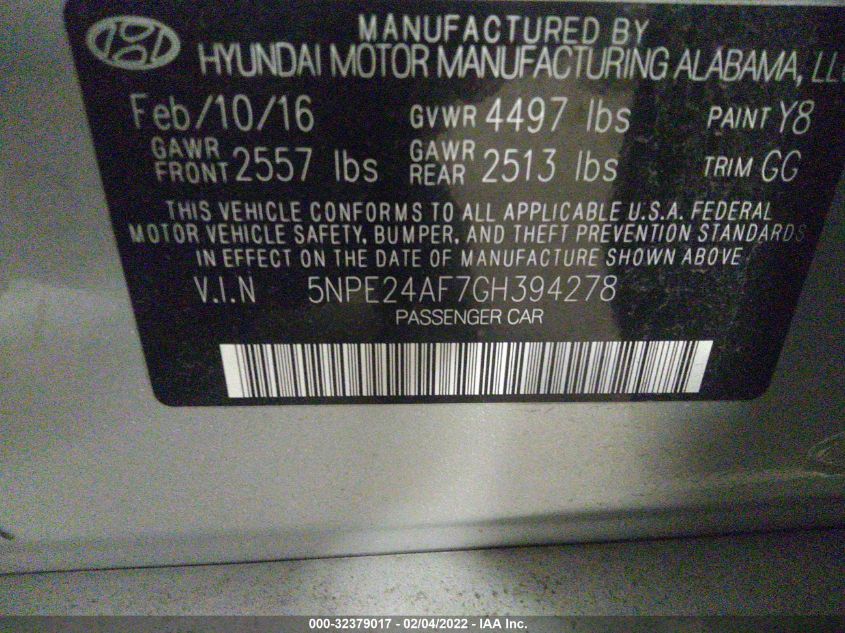 MANUFACTURED BY
HYUNDAI MOTOR MANUFACTURING ALABAMA, LLC
Feb/10/16 GVWR 4497 lbs PAINT Y8
GAWR FRONT 2557 lbs GAWR REAR 2513 lbs TRIM GG
THIS VEHICLE CONFORMS TO ALL APPLICABLE U.S.A. FEDERAL
MOTOR VEHICLE SAFETY, BUMPER, AND THEFT PREVENTION STANDARDS
IN EFFECT ON THE DATE OF MANUFACTURE SHOWN ABOVE
V.I.N 5NPE24AF7GH394278
PASSENGER CAR
000-32379017 - 02/04/2022 - IAA Inc.